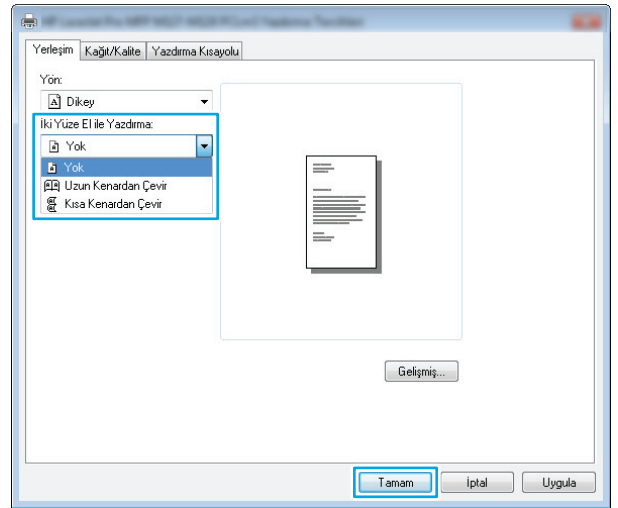 Yerleşim Kağıt/Kalite Yazdırma Kısayolu
Yön:
Dikey
İki Yüze El ile Yazdırma:
Yok
Yok
Uzun Kenardan Çevir
Kısa Kenardan Çevir
Gelişmiş...
Tamam İptal Uygula